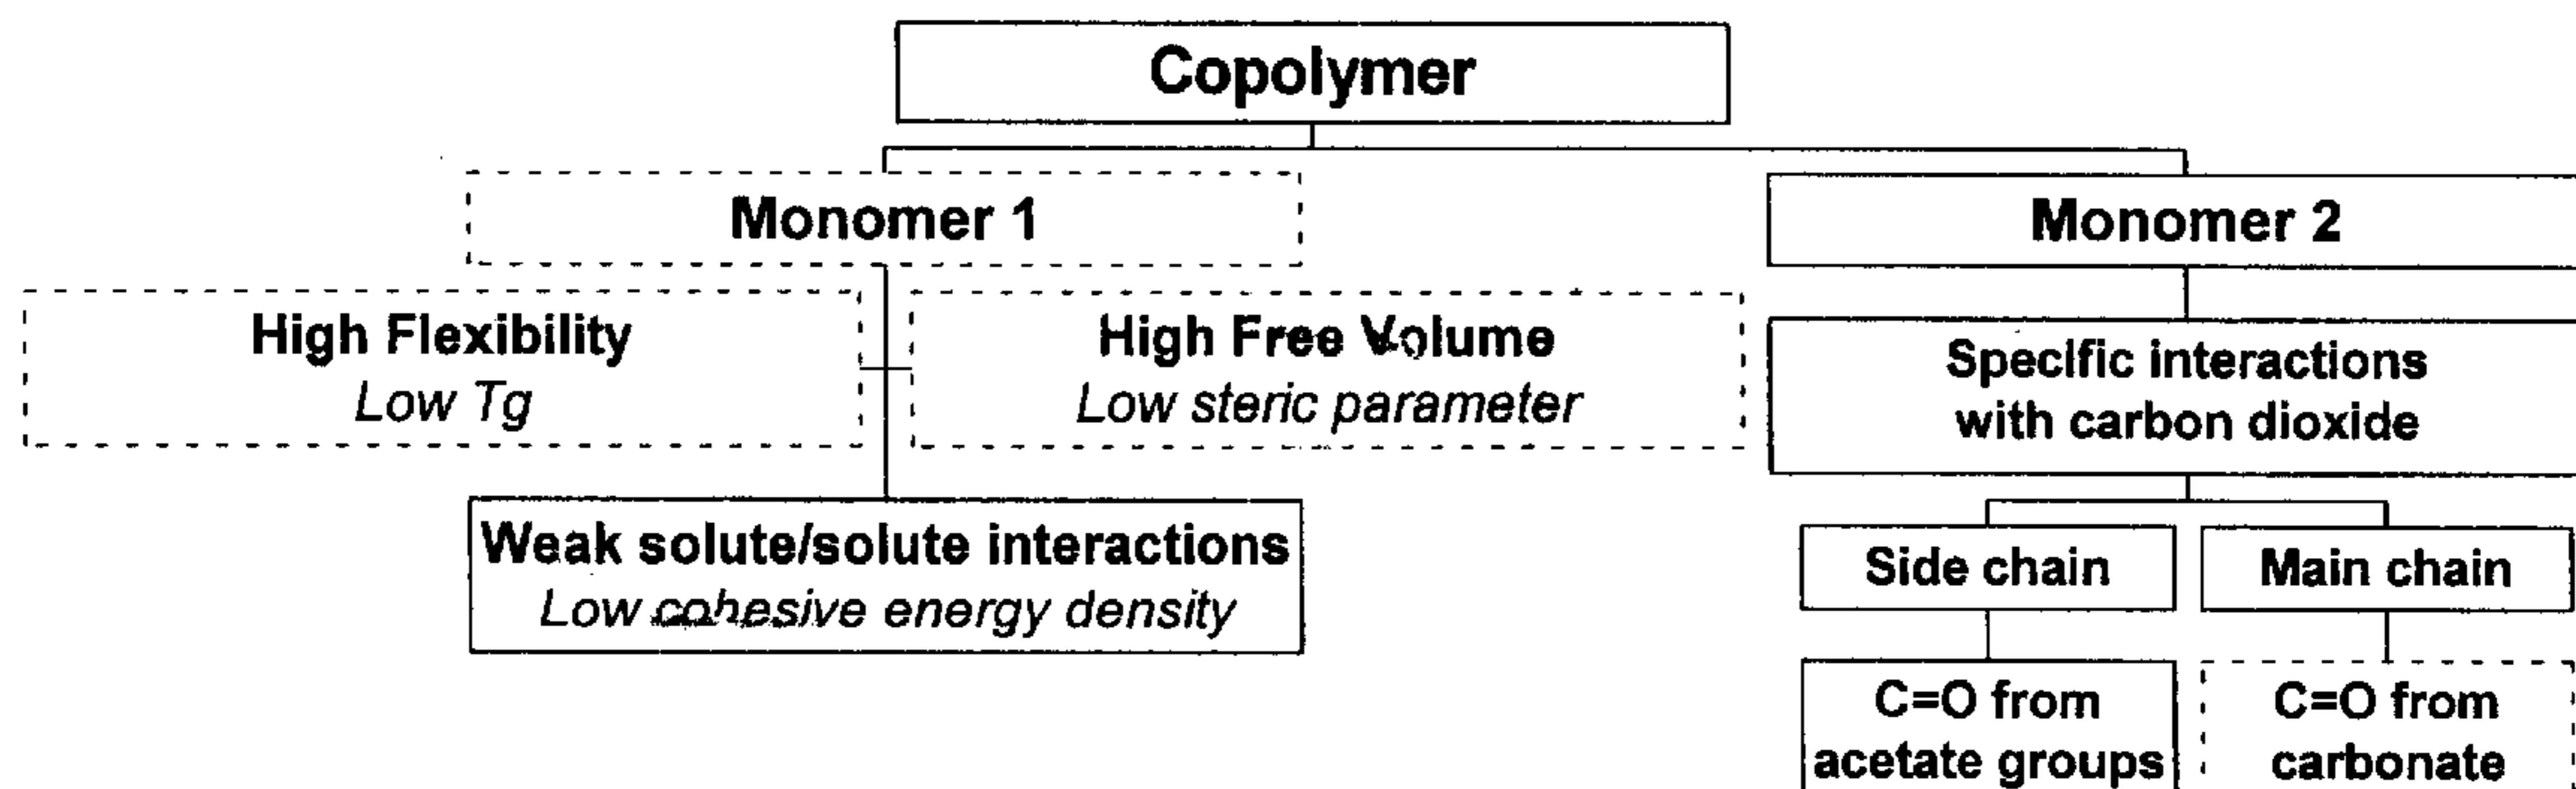 Copolymer
Monomer 1
Monomer 2
High Flexibility
Low Tg
High Free Volume
Low steric parameter
Specific interactions
with carbon dioxide
Weak solute/solute interactions
Low cohesive energy density
Side chain
Main chain
C=O from
acetate groups
C=O from
carbonate